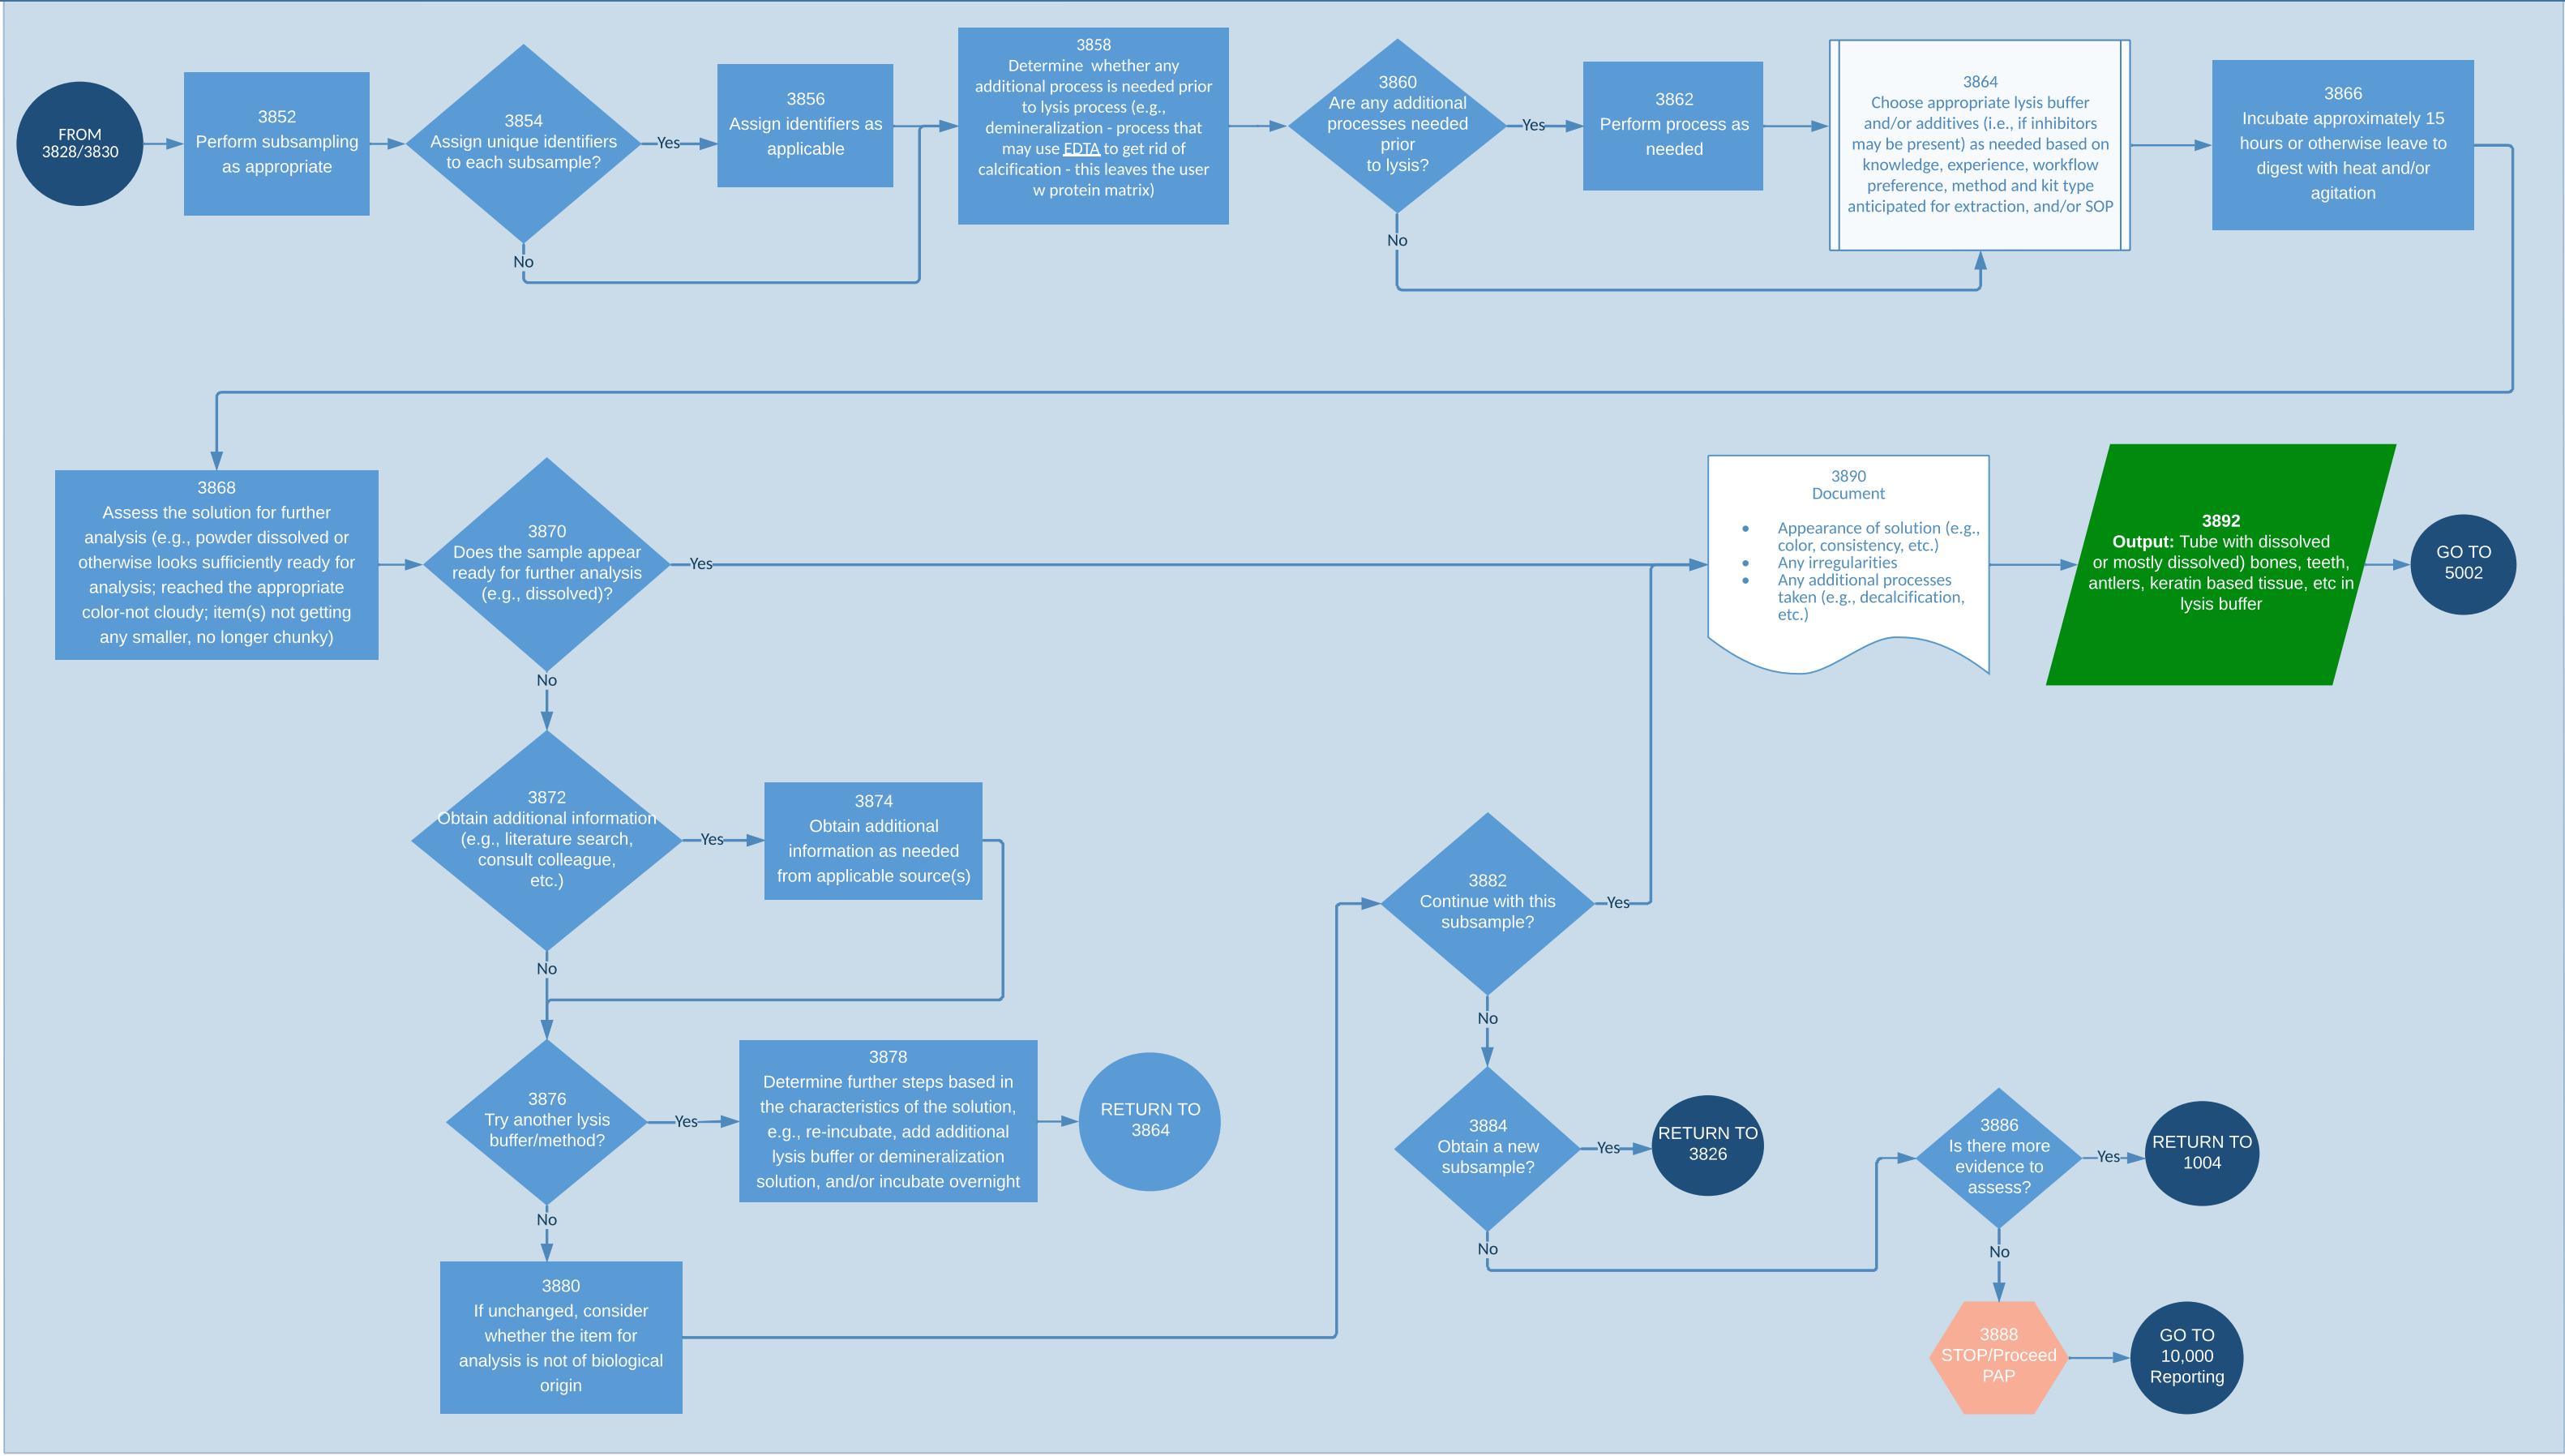 FROM
3828/3830
3852
Perform subsampling
as appropriate
3854
Assign unique identifiers
to each subsample?
Yes
No
3856
Assign identifiers as
applicable
3858
Determine  whether any
additional process is needed prior
to lysis process (e.g.,
demineralization - process that
may use EDTA to get rid of
calcification - this leaves the user
w protein matrix)
3860
Are any additional
processes needed
prior
to lysis?
Yes
No
3862
Perform process as
needed
3864
Choose appropriate lysis buffer
and/or additives (i.e., if inhibitors
may be present) as needed based on
knowledge, experience, workflow
preference, method and kit type
anticipated for extraction, and/or SOP
3866
Incubate approximately 15
hours or otherwise leave to
digest with heat and/or
agitation
3868
Assess the solution for further
analysis (e.g., powder dissolved or
otherwise looks sufficiently ready for
analysis; reached the appropriate
color-not cloudy; item(s) not getting
any smaller, no longer chunky)
3870
Does the sample appear
ready for further analysis
(e.g., dissolved)?
Yes
No
3890
Document
• Appearance of solution (e.g.,
color, consistency, etc.)
• Any irregularities
• Any additional processes
taken (e.g., decalcification,
etc.)
3892
Output: Tube with dissolved
or mostly dissolved) bones, teeth,
antlers, keratin based tissue, etc in
lysis buffer
GO TO
5002
3872
Obtain additional information
(e.g., literature search,
consult colleague,
etc.)
Yes
No
3874
Obtain additional
information as needed
from applicable source(s)
3876
Try another lysis
buffer/method?
Yes
No
3878
Determine further steps based in
the characteristics of the solution,
e.g., re-incubate, add additional
lysis buffer or demineralization
solution, and/or incubate overnight
RETURN TO
3864
3880
If unchanged, consider
whether the item for
analysis is not of biological
origin
3882
Continue with this
subsample?
Yes
No
3884
Obtain a new
subsample?
Yes
No
RETURN TO
3826
3886
Is there more
evidence to
assess?
Yes
No
RETURN TO
1004
3888
STOP/Proceed
PAP
GO TO
10,000
Reporting